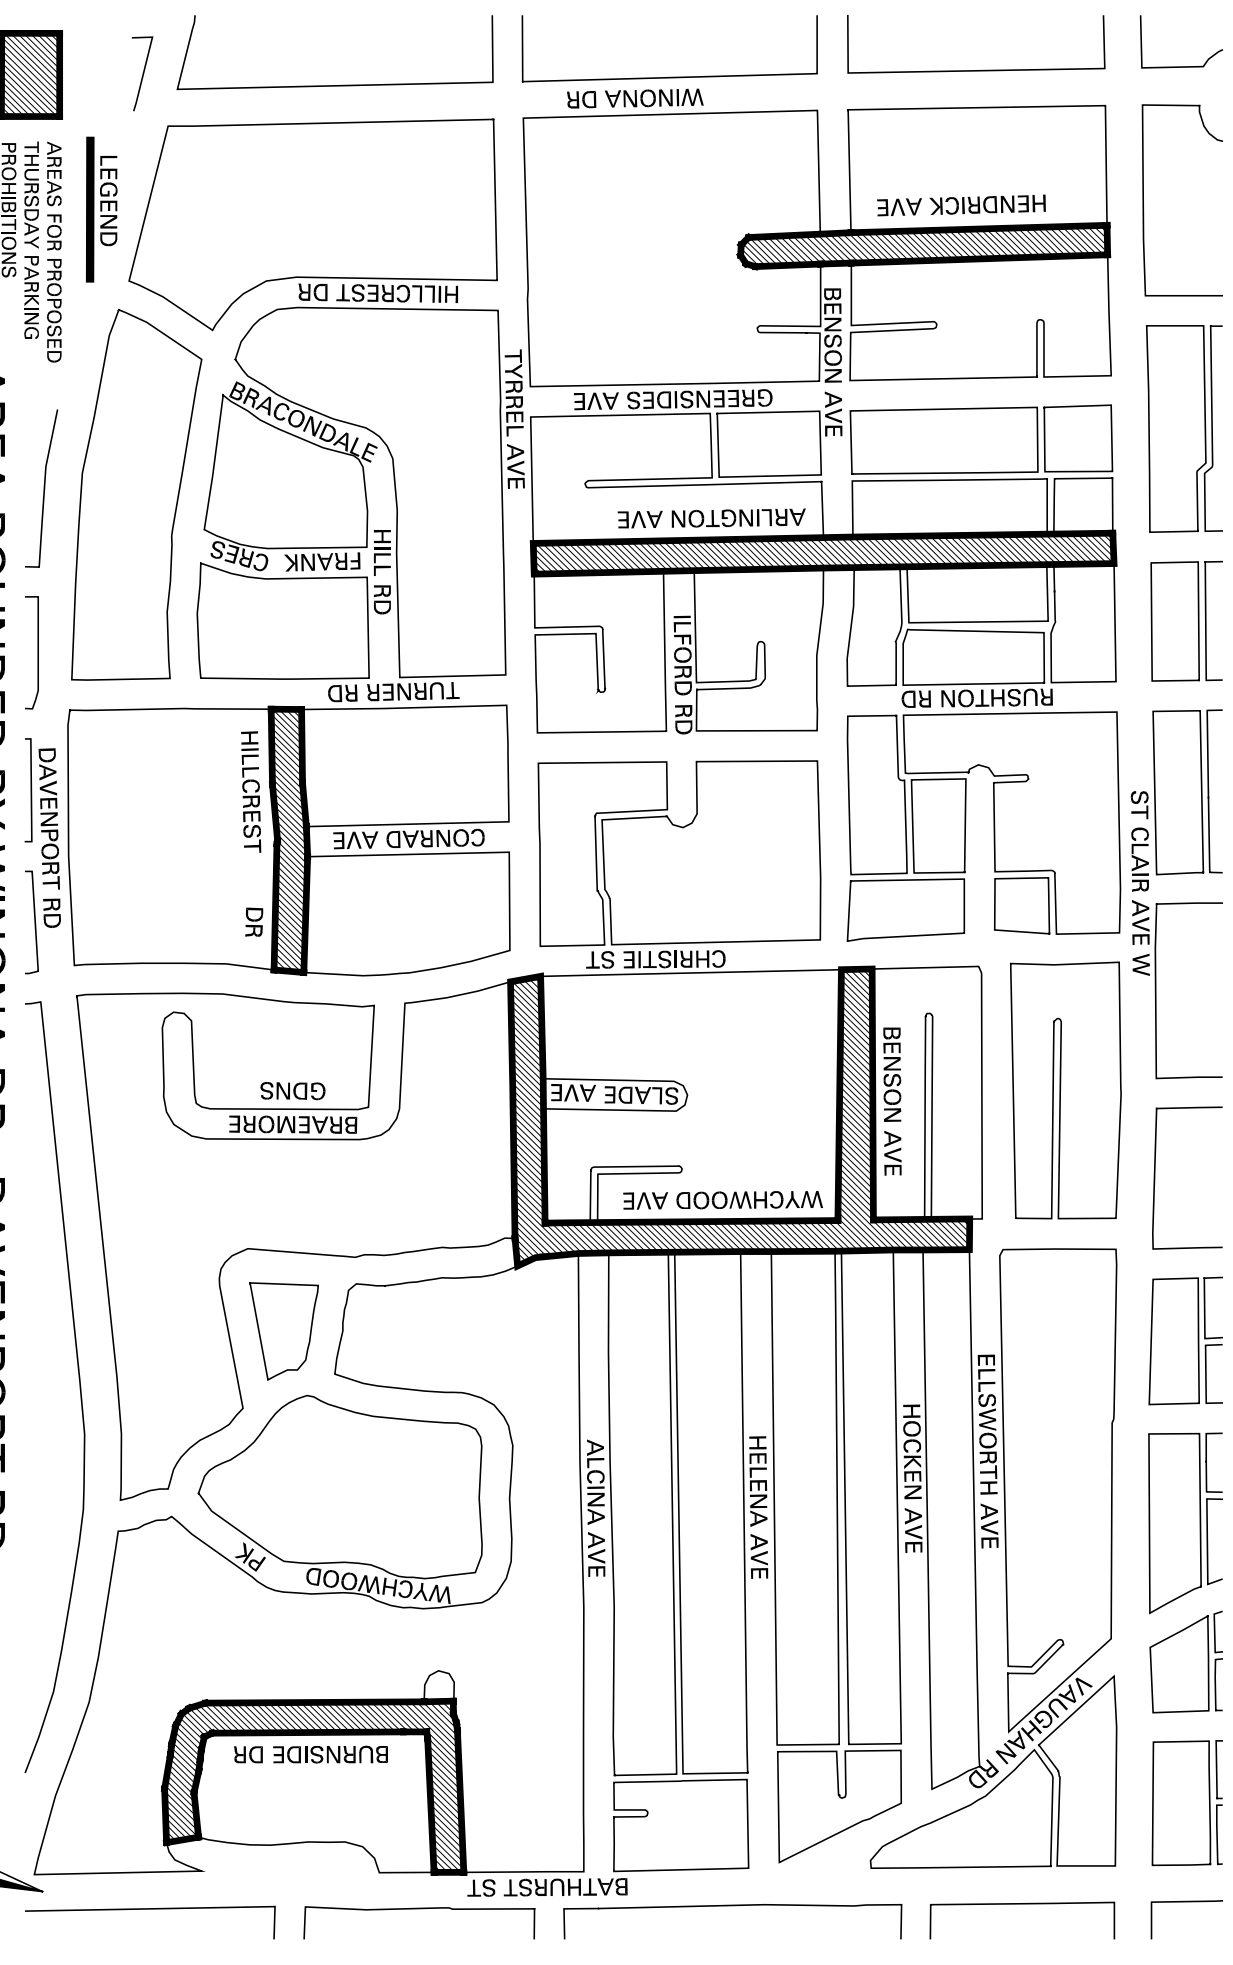 WINONA DR
HENDRICK AVE
LEGEND
AREAS FOR PROPOSED
THURSDAY PARKING
PROHIBITIONS
HILLCREST DR
BENSON AVE
TYRREL AVE
GREENSIDES AVE
BRACONDALE
HILL RD
ARLINGTON AVE
FRANK CRES
ILFORD RD
TURNER RD
RUSHTON RD
HILLCREST DR
DAVENPORT RD
CONRAD AVE
ST CLAIR AVE W
CHRISTIE ST
BENSON AVE
SLADE AVE
GDNS
BRAEMORE
WYCHWOOD AVE
ELLSWORTH AVE
HOCKEN AVE
HELENA AVE
ALCINA AVE
WYCHWOOD
PK
VAUGHAN RD
BURNSIDE DR
BATHURST ST